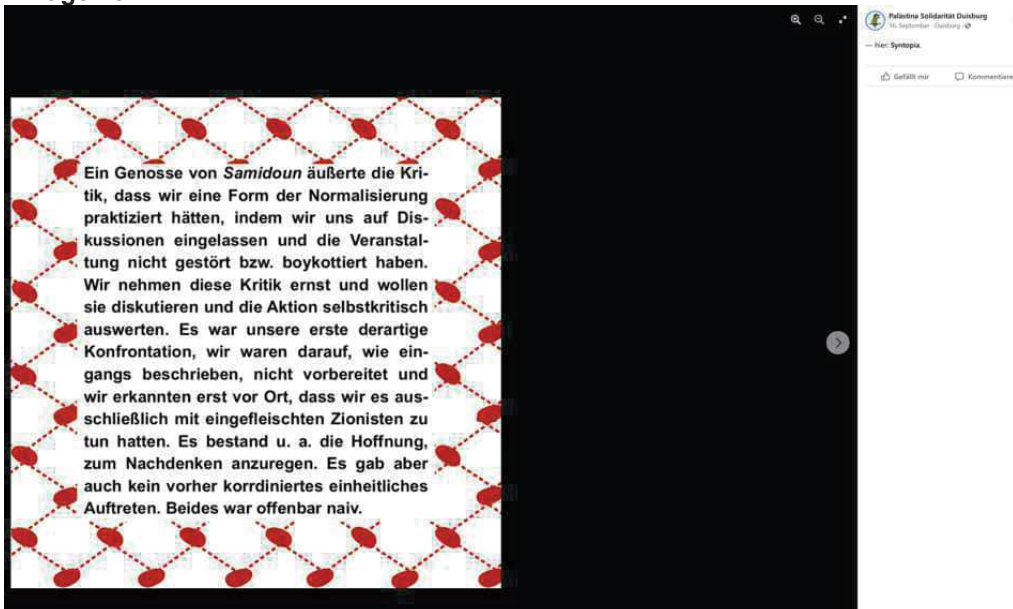 Palästina Solidarität Duisburg
16. September · Duisburg ·
— hier: Syntopia.
Gefällt mir
Kommentiere
Ein Genosse von Samidoun äußerte die Kri-
tik, dass wir eine Form der Normalisierung
praktiziert hätten, indem wir uns auf Dis-
kussionen eingelassen und die Veranstal-
tung nicht gestört bzw. boykottiert haben.
Wir nehmen diese Kritik ernst und wollen
sie diskutieren und die Aktion selbstkritisch
auswerten. Es war unsere erste derartige
Konfrontation, wir waren darauf, wie ein-
gangs beschrieben, nicht vorbereitet und
wir erkannten erst vor Ort, dass wir es aus-
schließlich mit eingefleischten Zionisten zu
tun hatten. Es bestand u. a. die Hoffnung,
zum Nachdenken anzuregen. Es gab aber
auch kein vorher korrdiniertes einheitliches
Auftreten. Beides war offenbar naiv.